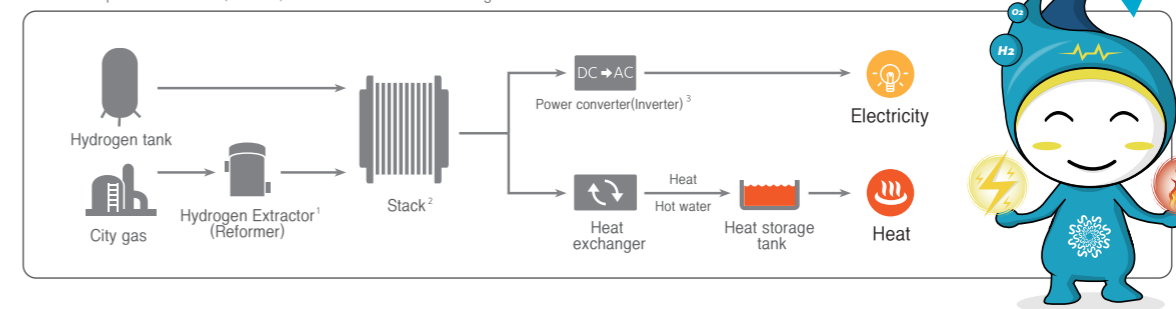 Hydrogen tank
City gas
Hydrogen Extractor¹
(Reformer)
Stack²
DC➜AC
Power converter(Inverter)³
Electricity
Heat
exchanger
Heat
Hot water
Heat storage
tank
Heat
O2
H2